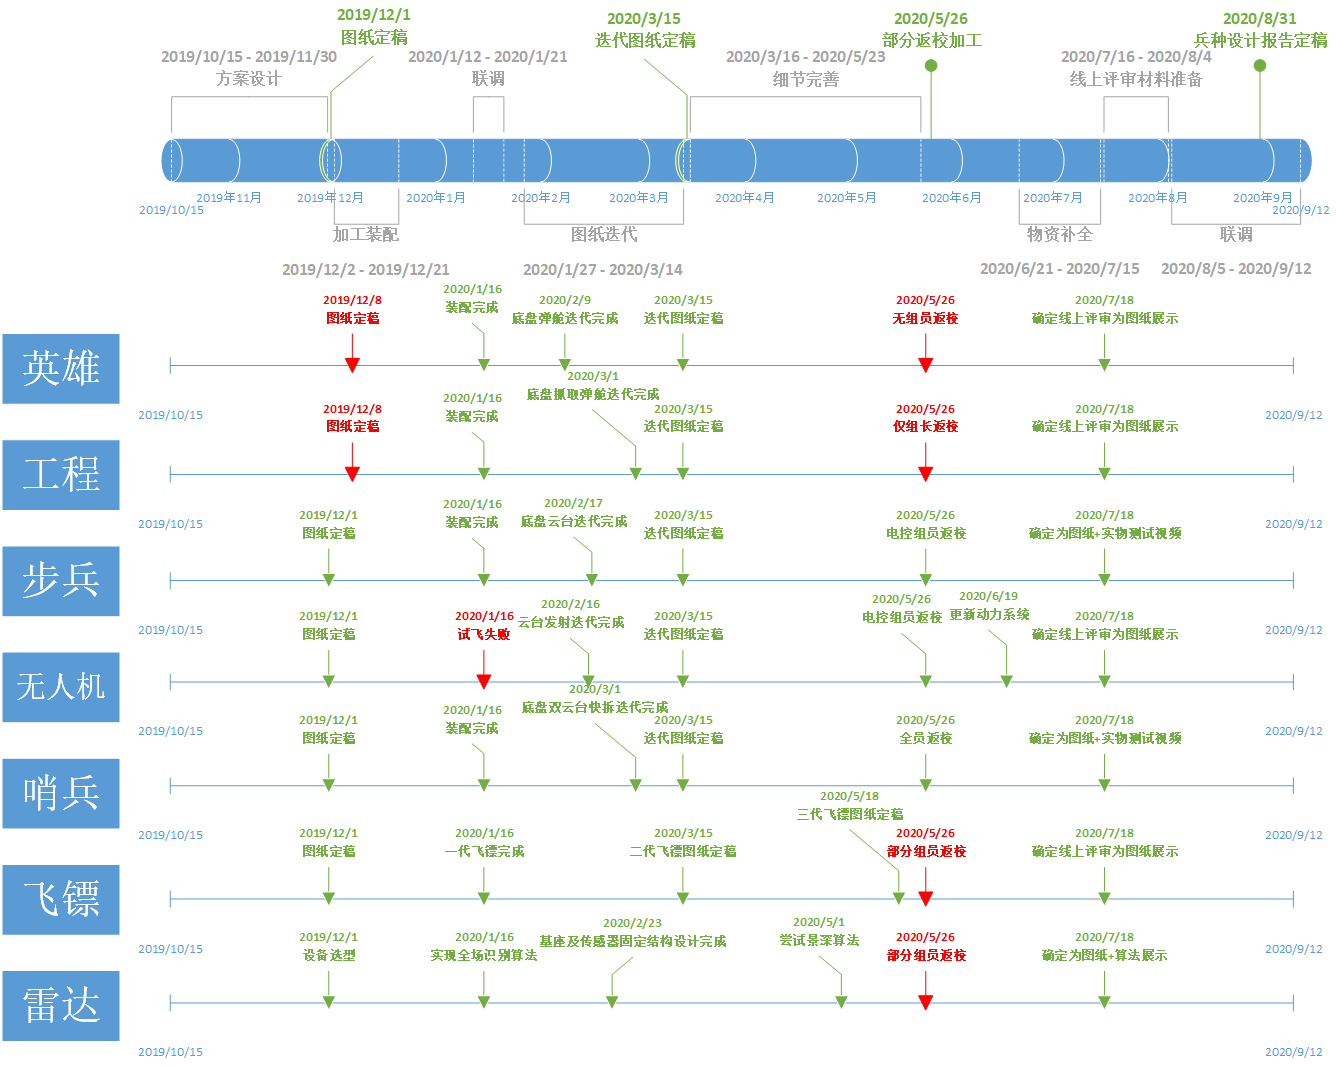 2019/12/1
图纸定稿
2020/3/15
迭代图纸定稿
2020/5/26
部分返校加工
2020/8/31
兵种设计报告定稿
2019/10/15 - 2019/11/30
方案设计
2020/1/12 - 2020/1/21
联调
2020/3/16 - 2020/5/23
细节完善
2020/7/16 - 2020/8/4
线上评审材料准备
2019/10/15
2019年11月
2019年12月
2020年1月
2020年2月
2020年3月
2020年4月
2020年5月
2020年6月
2020年7月
2020年8月
2020年9月
2020/9/12
加工装配
2019/12/2 - 2019/12/21
图纸迭代
2020/1/27 - 2020/3/14
物资补全
2020/6/21 - 2020/7/15
联调
2020/8/5 - 2020/9/12
英雄
2019/12/8
图纸定稿
2020/1/16
装配完成
2020/2/9
底盘弹舱迭代完成
2020/3/15
迭代图纸定稿
2020/5/26
无组员返校
2020/7/18
确定线上评审为图纸展示
2019/10/15
2020/9/12
工程
2019/12/8
图纸定稿
2020/1/16
装配完成
2020/3/1
底盘抓取弹舱迭代完成
2020/3/15
迭代图纸定稿
2020/5/26
仅组长返校
2020/7/18
确定线上评审为图纸展示
2019/10/15
2020/9/12
步兵
2019/12/1
图纸定稿
2020/1/16
装配完成
2020/2/17
底盘云台迭代完成
2020/3/15
迭代图纸定稿
2020/5/26
电控组员返校
2020/7/18
确定为图纸+实物测试视频
2019/10/15
2020/9/12
无人机
2019/12/1
图纸定稿
2020/1/16
试飞失败
2020/2/16
云台发射迭代完成
2020/3/15
迭代图纸定稿
2020/5/26
电控组员返校
2020/6/19
更新动力系统
2020/7/18
确定线上评审为图纸展示
2019/10/15
2020/9/12
哨兵
2019/12/1
图纸定稿
2020/1/16
装配完成
2020/3/1
底盘双云台快拆迭代完成
2020/3/15
迭代图纸定稿
2020/5/26
全员返校
2020/7/18
确定为图纸+实物测试视频
2019/10/15
2020/9/12
飞镖
2019/12/1
图纸定稿
2020/1/16
一代飞镖完成
2020/3/15
二代飞镖图纸定稿
2020/5/18
三代飞镖图纸定稿
2020/5/26
部分组员返校
2020/7/18
确定线上评审为图纸展示
2019/10/15
2020/9/12
雷达
2019/12/1
设备选型
2020/1/16
实现全场识别算法
2020/2/23
基座及传感器固定结构设计完成
2020/5/1
尝试景深算法
2020/5/26
部分组员返校
2020/7/18
确定为图纸+算法展示
2019/10/15
2020/9/12